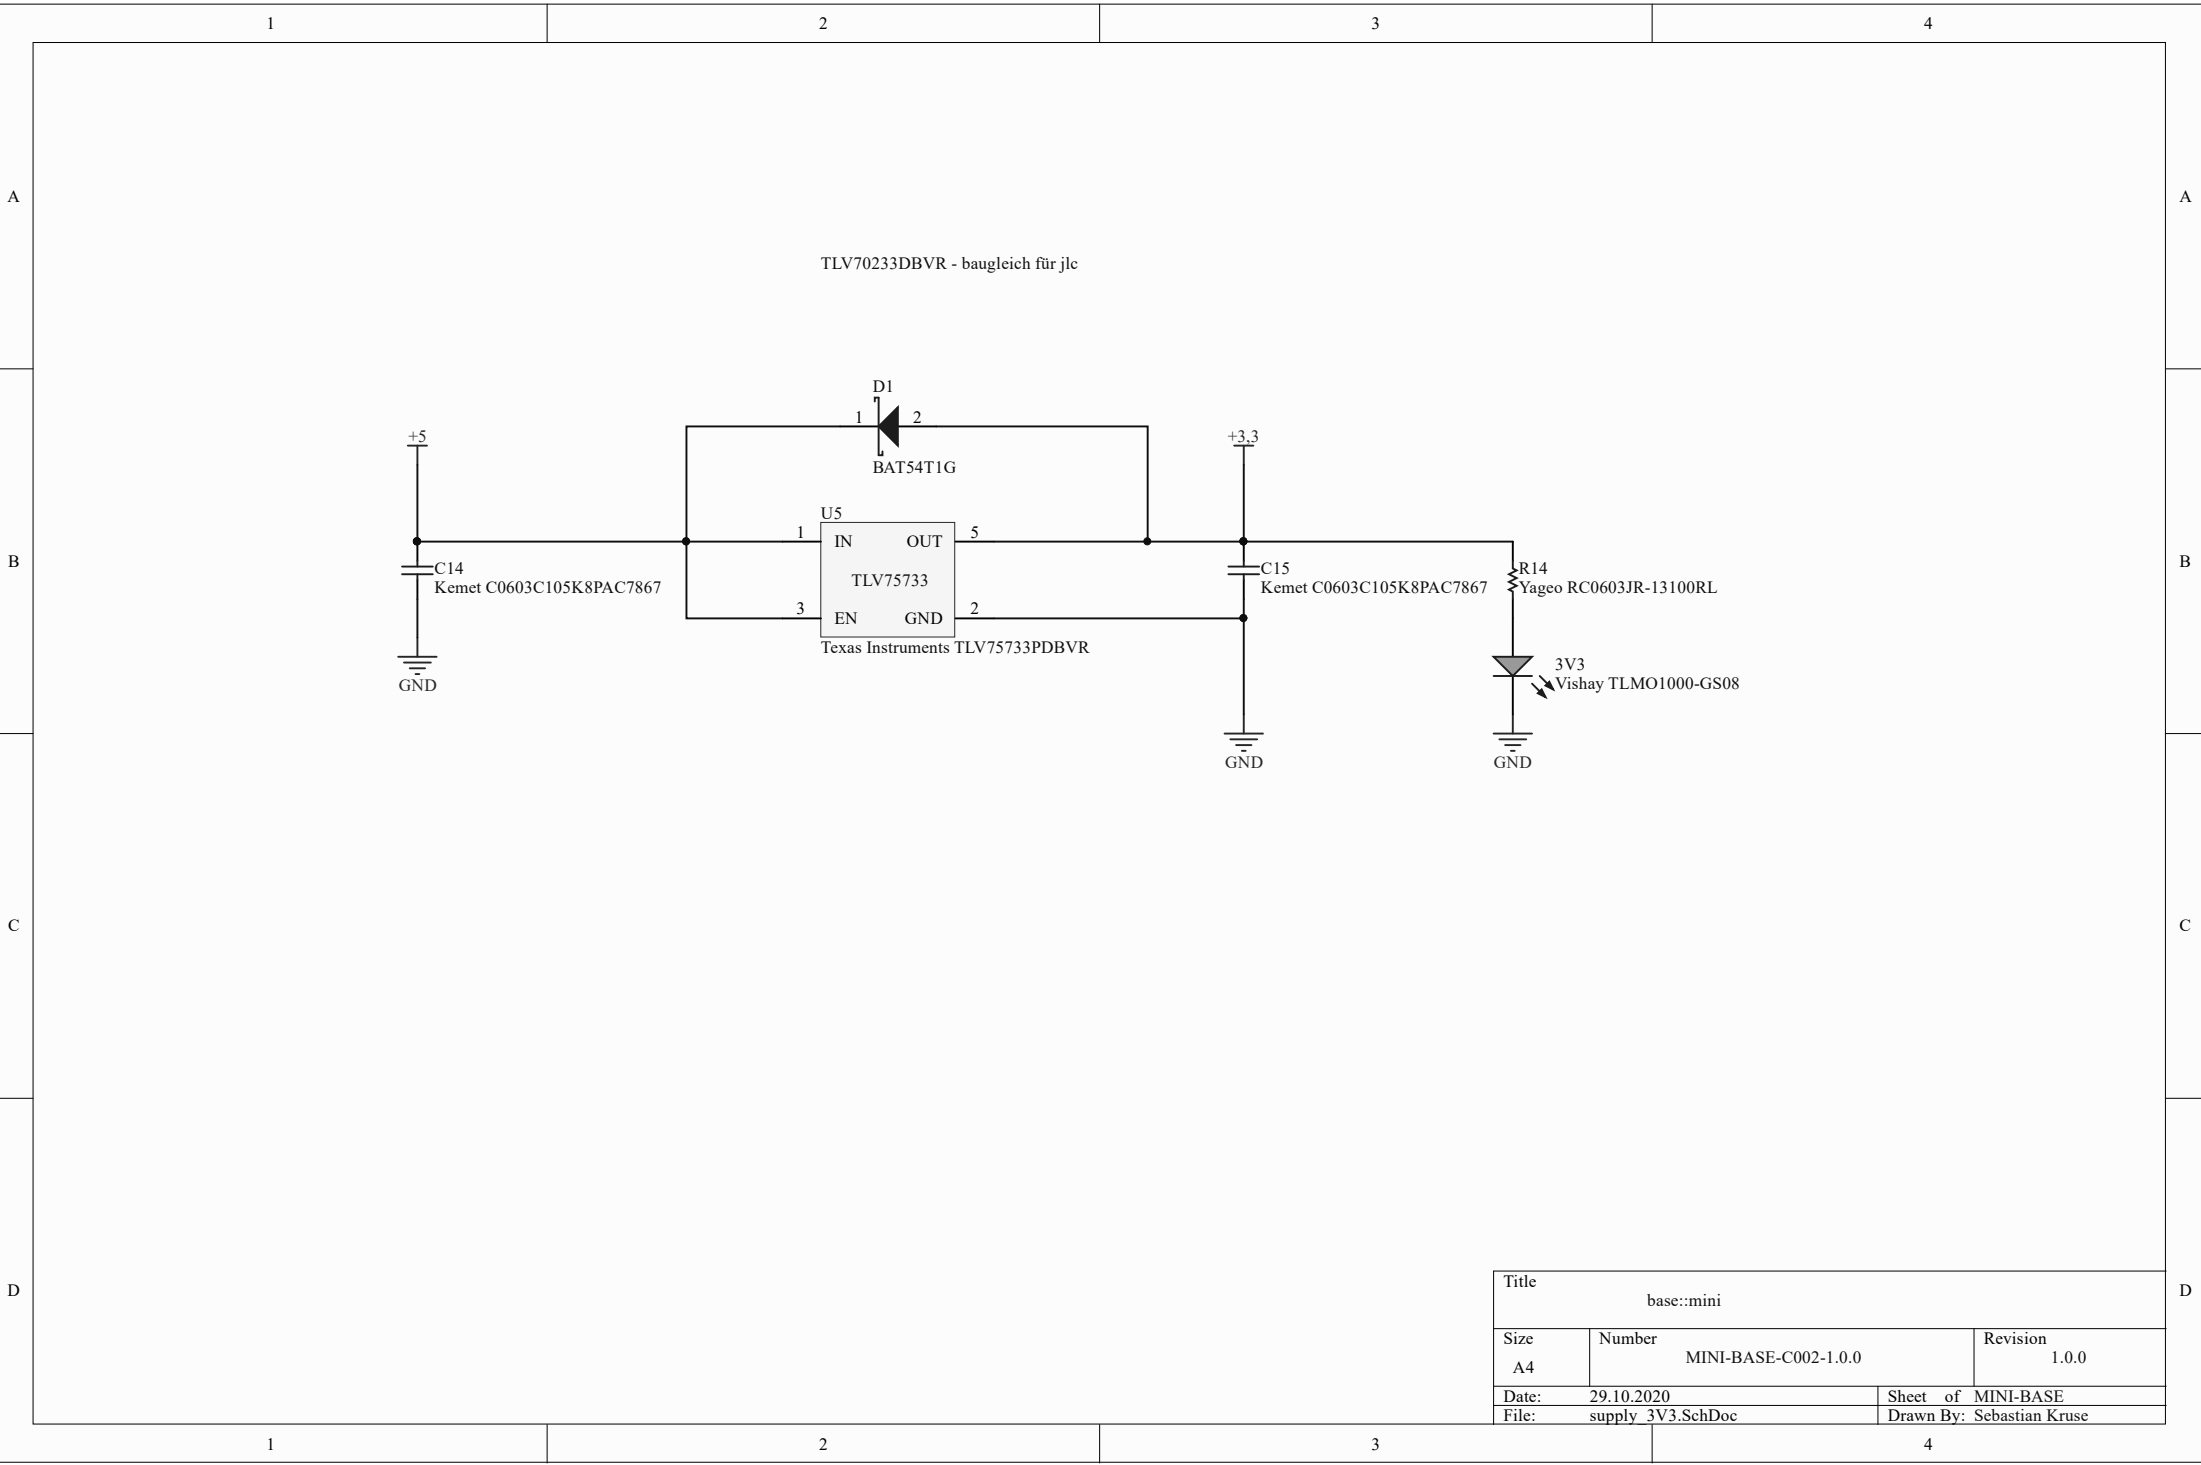 1 2 3 4
A A
TLV70233DBVR - baugleich für jlc
D1
1 2
BAT54T1G
+5
+3,3
U5
1 IN OUT 5
TLV75733
3 EN GND 2
Texas Instruments TLV75733PDBVR
B B
C14
Kemet C0603C105K8PAC7867
GND
C15
Kemet C0603C105K8PAC7867
GND
R14
Yageo RC0603JR-13100RL
3V3
Vishay TLMO1000-GS08
GND
C C
D D
Title
base::mini
Size
A4
Number
MINI-BASE-C002-1.0.0
Revision
1.0.0
Date: 29.10.2020
Sheet of MINI-BASE
File: supply_3V3.SchDoc
Drawn By: Sebastian Kruse
1 2 3 4